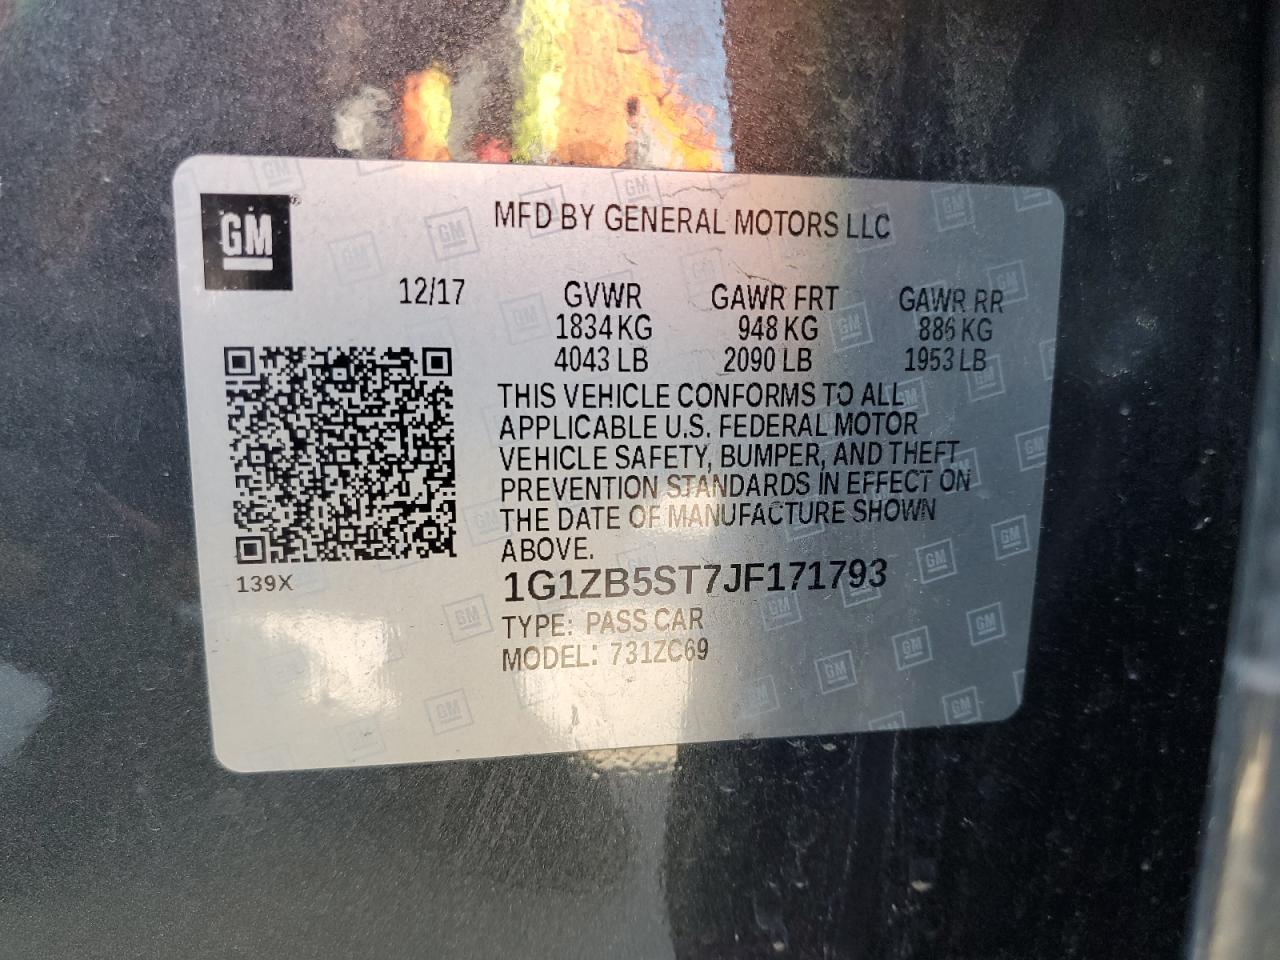 GM
MFD BY GENERAL MOTORS LLC
12/17 GVWR GAWR FRT GAWR RR
1834 KG 948 KG 886 KG
4043 LB 2090 LB 1953 LB
THIS VEHICLE CONFORMS TO ALL
APPLICABLE U.S. FEDERAL MOTOR
VEHICLE SAFETY, BUMPER, AND THEFT
PREVENTION STANDARDS IN EFFECT ON
THE DATE OF MANUFACTURE SHOWN
ABOVE.
139X
1G1ZB5ST7JF171793
TYPE: PASS CAR
MODEL: 731ZC69